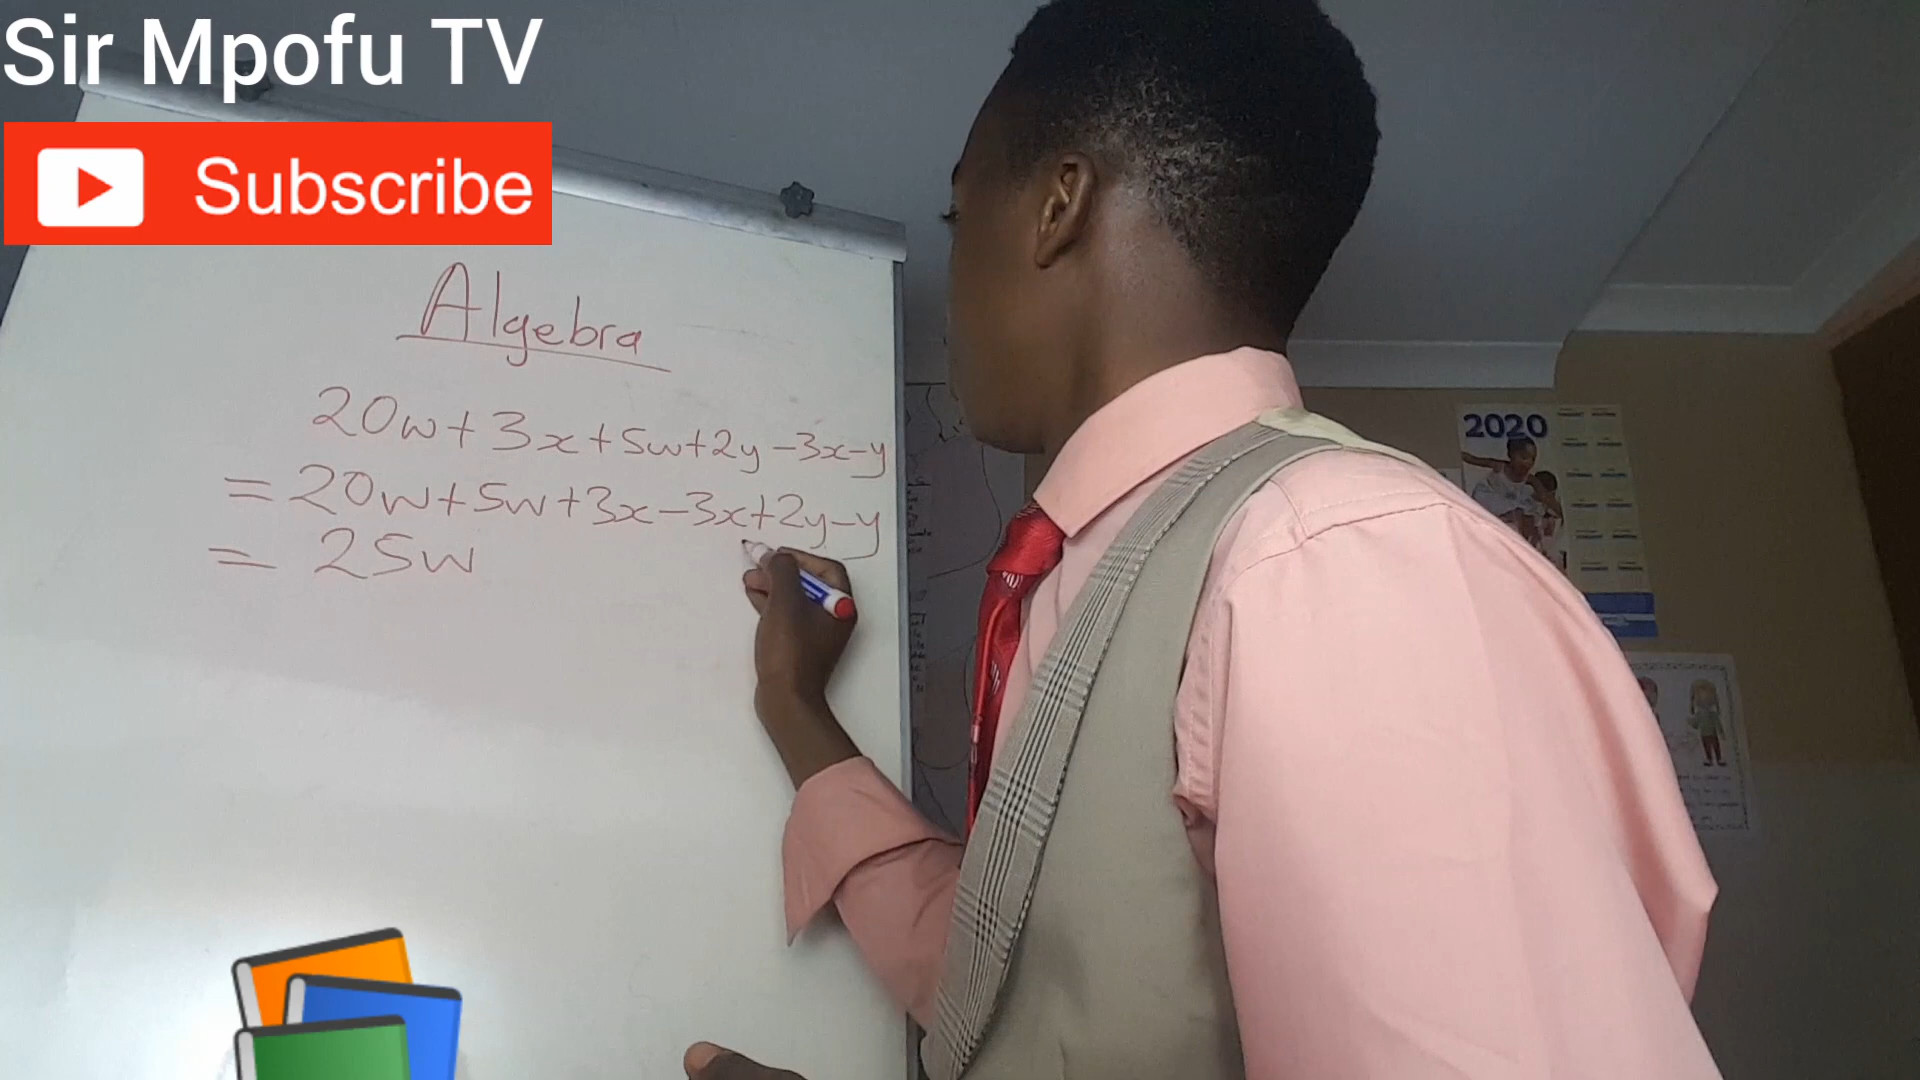 Sir Mpofu TV
Subscribe
Algebra
20w+3x+5w+2y-3x-y
=20w+5w+3x-3x+2y-y
= 25w
2020